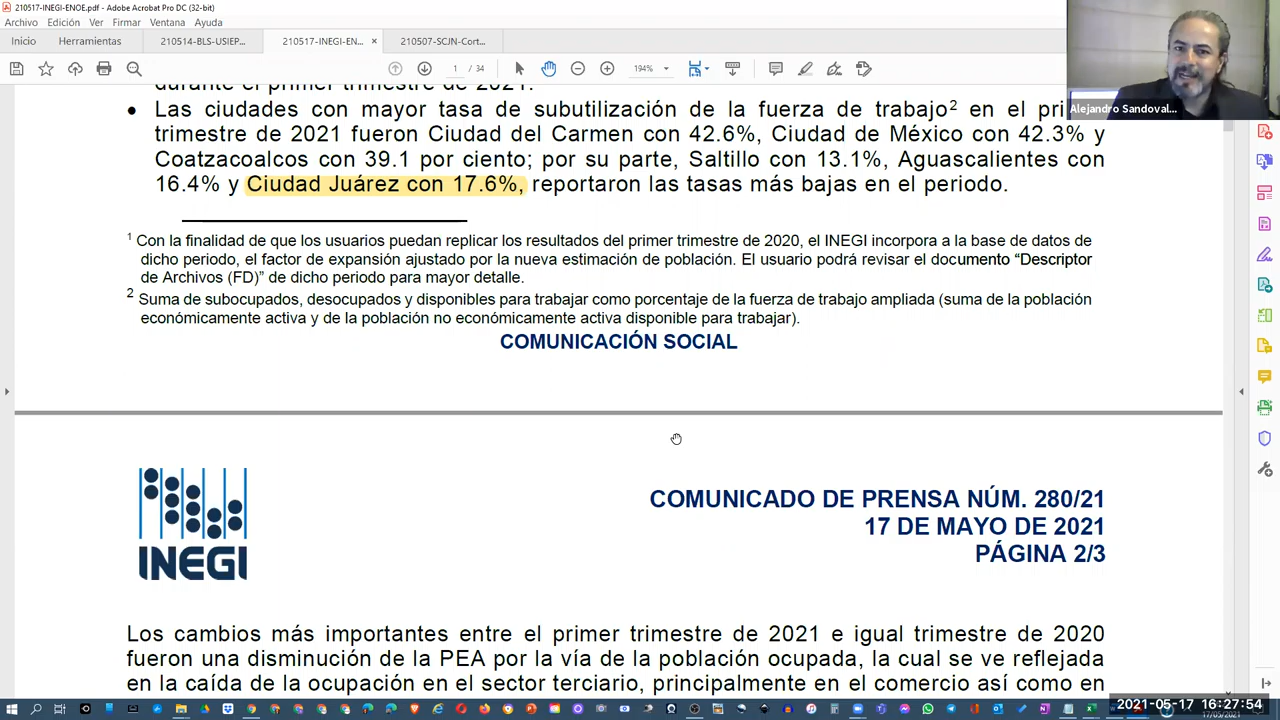 210517-INEGI-ENOE.pdf - Adobe Acrobat Pro DC (32-bit)
Archivo Edición Ver Firmar Ventana Ayuda
Inicio Herramientas 210514-BLS-USIEP... 210517-INEGI-EN... × 210507-SCJN-Cort...
1 / 34 194%
Alejandro Sandoval...
durante el primer trimestre de 2021.
• Las ciudades con mayor tasa de subutilización de la fuerza de trabajo2 en el pri
trimestre de 2021 fueron Ciudad del Carmen con 42.6%, Ciudad de México con 42.3% y
Coatzacoalcos con 39.1 por ciento; por su parte, Saltillo con 13.1%, Aguascalientes con
16.4% y Ciudad Juárez con 17.6%, reportaron las tasas más bajas en el periodo.
1 Con la finalidad de que los usuarios puedan replicar los resultados del primer trimestre de 2020, el INEGI incorpora a la base de datos de
dicho periodo, el factor de expansión ajustado por la nueva estimación de población. El usuario podrá revisar el documento “Descriptor
de Archivos (FD)” de dicho periodo para mayor detalle.
2 Suma de subocupados, desocupados y disponibles para trabajar como porcentaje de la fuerza de trabajo ampliada (suma de la población
económicamente activa y de la población no económicamente activa disponible para trabajar).
COMUNICACIÓN SOCIAL
INEGI
COMUNICADO DE PRENSA NÚM. 280/21
17 DE MAYO DE 2021
PÁGINA 2/3
Los cambios más importantes entre el primer trimestre de 2021 e igual trimestre de 2020
fueron una disminución de la PEA por la vía de la población ocupada, la cual se ve reflejada
en la caída de la ocupación en el sector terciario, principalmente en el comercio así como en
2021-05-17 16:27:54
17/05/2021